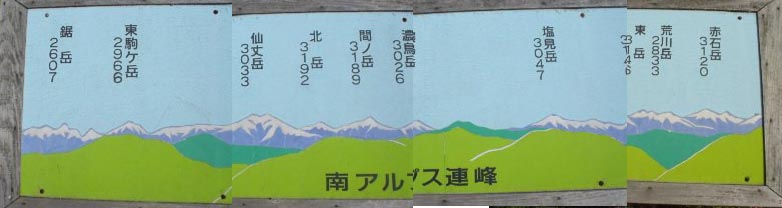 鋸岳
2607
東駒ケ岳
2966
仙丈岳
3033
北岳
3192
間ノ岳
3189
濃鳥岳
3026
塩見岳
3047
東岳
3146
荒川岳
2833
赤石岳
3120
南アルプス連峰